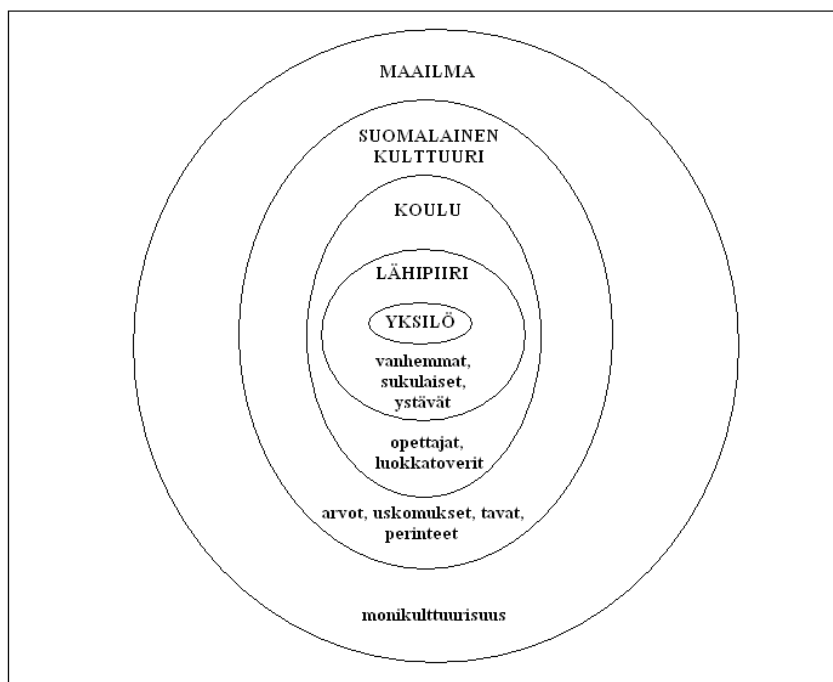 MAAILMA
SUOMALAINEN
KULTTUURI
KOULU
LÄHIPIIRI
YKSILÖ
vanhemmat,
sukulaiset,
ystävät
opettajat,
luokkatoverit
arvot, uskomukset, tavat,
perinteet
monikulttuurisuus